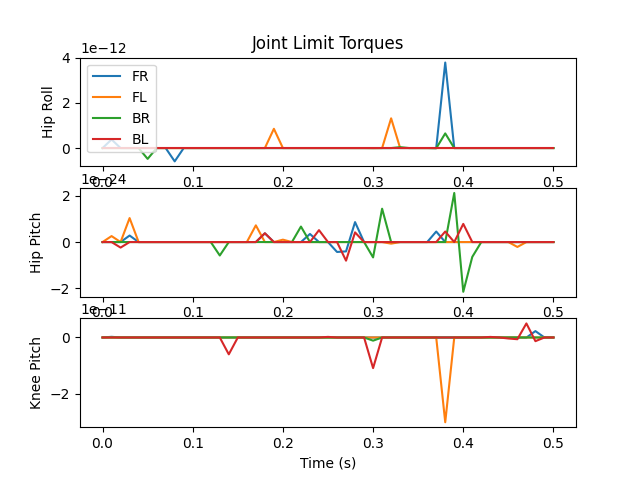 Joint Limit Torques
1e−12
4
2
0
Hip Roll
FR
FL
BR
BL
0.0 0.1 0.2 0.3 0.4 0.5
1e−24
2
0
−2
Hip Pitch
0.0 0.1 0.2 0.3 0.4 0.5
1e−11
0
−2
Knee Pitch
0.0 0.1 0.2 0.3 0.4 0.5
Time (s)